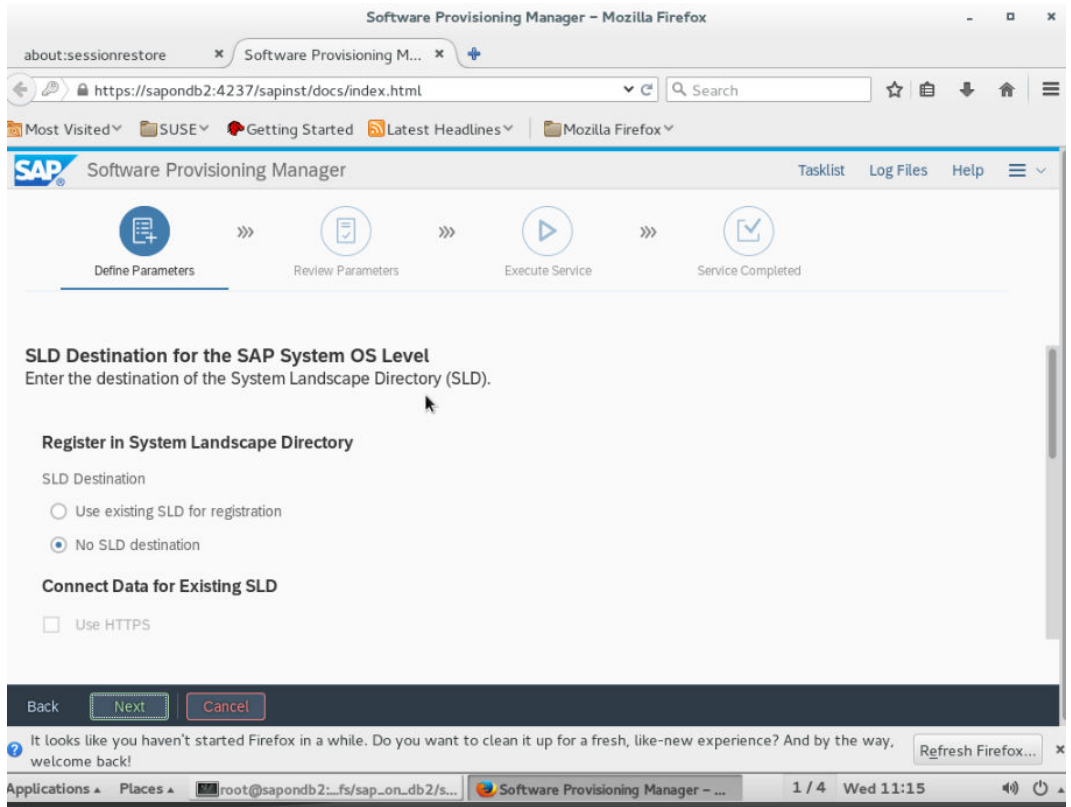 Software Provisioning Manager – Mozilla Firefox
about:sessionrestore
Software Provisioning M...
https://sapondb2:4237/sapinst/docs/index.html
Search
Most Visited
SUSE
Getting Started
Latest Headlines
Mozilla Firefox
SAP
Software Provisioning Manager
Tasklist
Log Files
Help
Define Parameters
Review Parameters
Execute Service
Service Completed
SLD Destination for the SAP System OS Level
Enter the destination of the System Landscape Directory (SLD).
Register in System Landscape Directory
SLD Destination
Use existing SLD for registration
No SLD destination
Connect Data for Existing SLD
Use HTTPS
Back
Next
Cancel
It looks like you haven't started Firefox in a while. Do you want to clean it up for a fresh, like-new experience? And by the way,
welcome back!
Refresh Firefox...
Applications
Places
root@sapondb2:_fs/sap_on_db2/s...
Software Provisioning Manager – ...
1 / 4
Wed 11:15